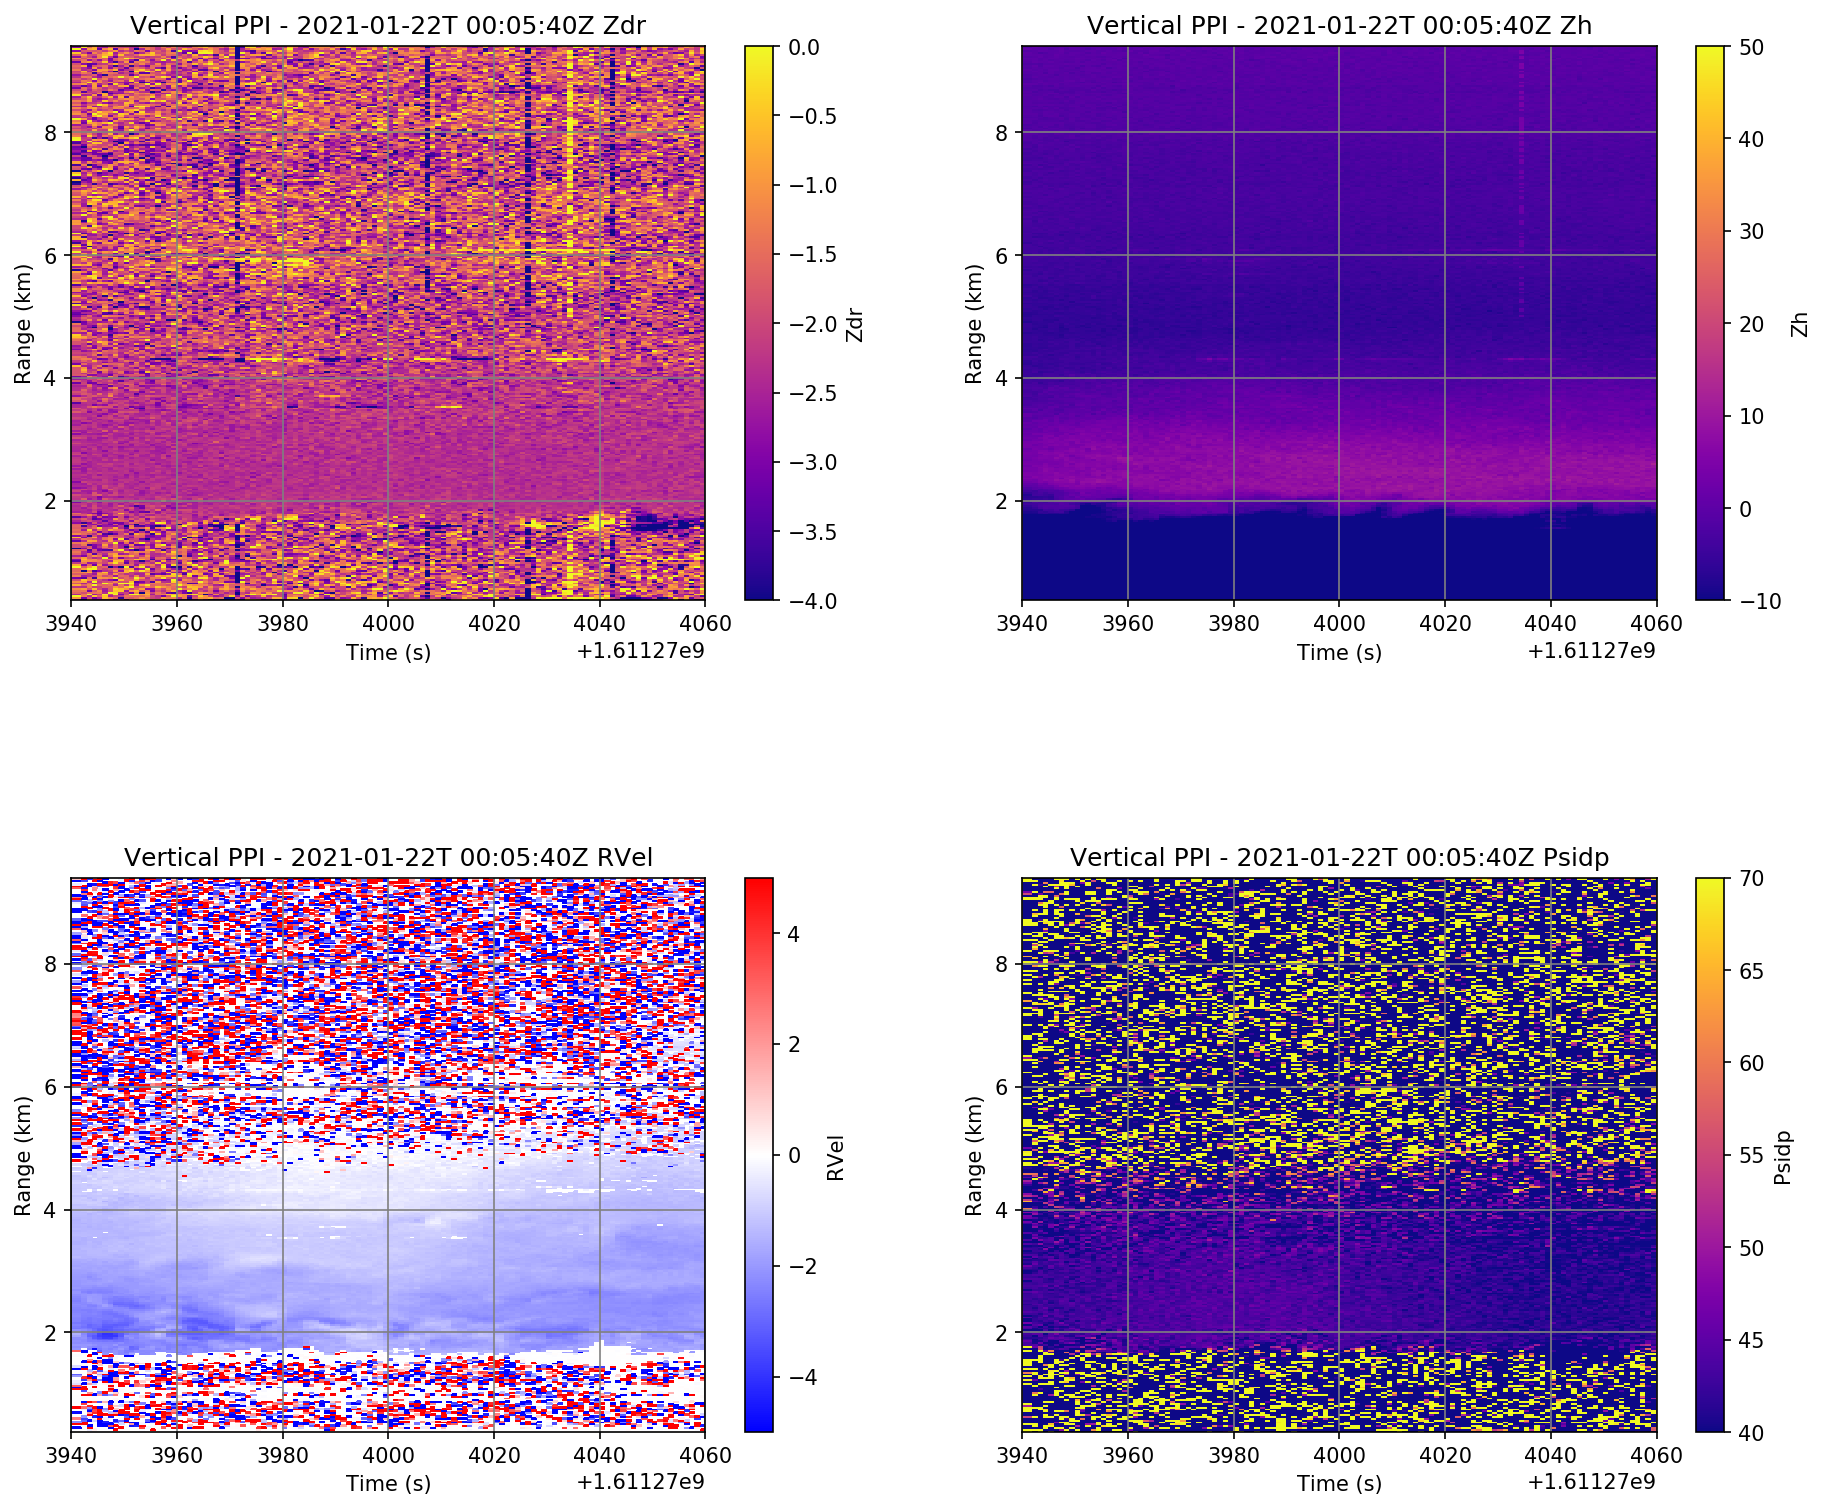 Vertical PPI - 2021-01-22T 00:05:40Z Zdr
Range (km)
8
6
4
2
3940 3960 3980 4000 4020 4040 4060
Time (s)
+1.61127e9
0.0
−0.5
−1.0
−1.5
−2.0
−2.5
−3.0
−3.5
−4.0
Zdr
Vertical PPI - 2021-01-22T 00:05:40Z Zh
Range (km)
8
6
4
2
3940 3960 3980 4000 4020 4040 4060
Time (s)
+1.61127e9
50
40
30
20
10
0
−10
Zh
Vertical PPI - 2021-01-22T 00:05:40Z RVel
Range (km)
8
6
4
2
3940 3960 3980 4000 4020 4040 4060
Time (s)
+1.61127e9
4
2
0
−2
−4
RVel
Vertical PPI - 2021-01-22T 00:05:40Z Psidp
Range (km)
8
6
4
2
3940 3960 3980 4000 4020 4040 4060
Time (s)
+1.61127e9
70
65
60
55
50
45
40
Psidp